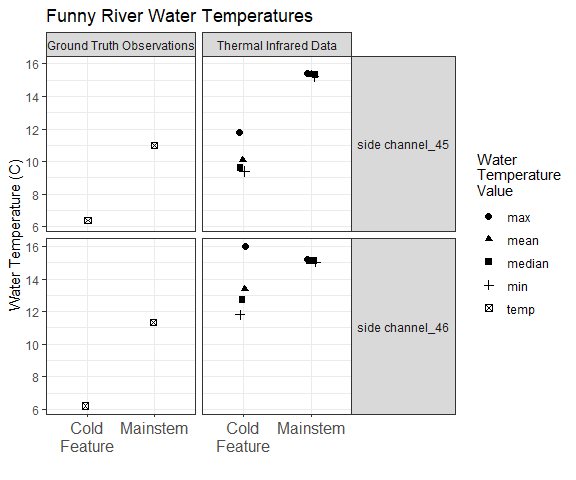 Funny River Water Temperatures
Ground Truth Observations
Thermal Infrared Data
16
14
12
10
8
6
side channel_45
16
14
12
10
8
6
side channel_46
Water Temperature (C)
Cold
Feature
Mainstem
Cold
Feature
Mainstem
Water
Temperature
Value
max
mean
median
min
temp